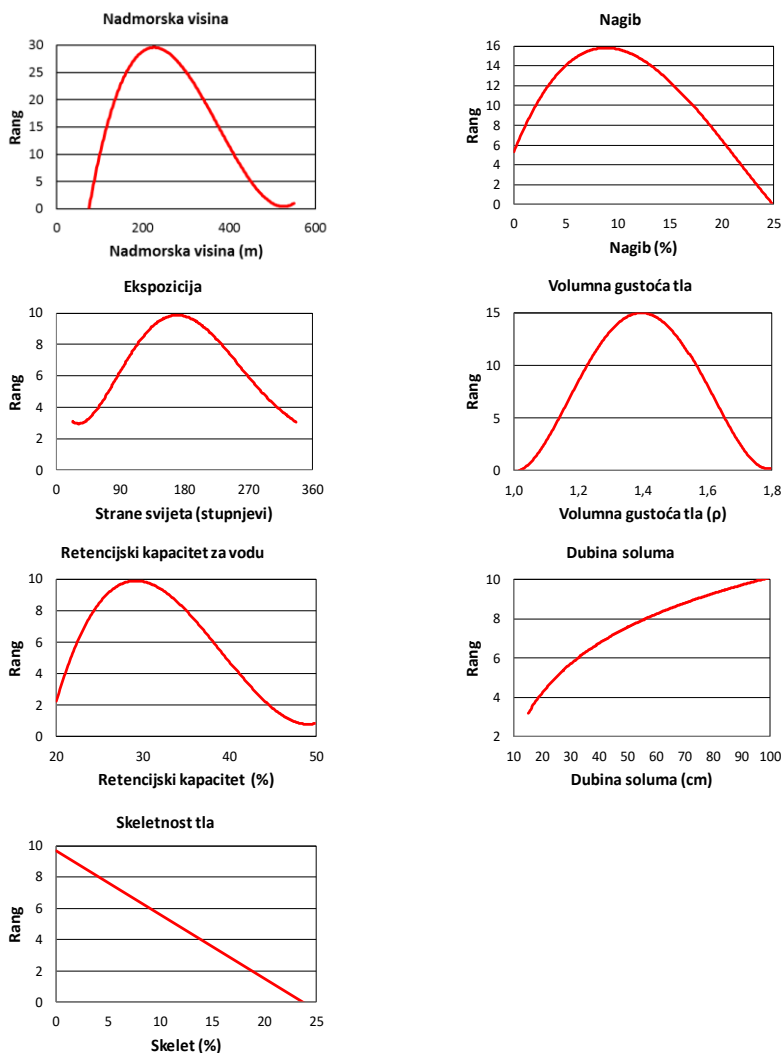 Nadmorska visina
30
25
20
15
10
5
0
Rang
0 200 400 600
Nadmorska visina (m)
Nagib
16
14
12
10
8
6
4
2
0
Rang
0 5 10 15 20 25
Nagib (%)
Ekspozicija
10
8
6
4
2
0
Rang
0 90 180 270 360
Strane svijeta (stupnjevi)
Volumna gustoća tla
15
10
5
0
Rang
1,0 1,2 1,4 1,6 1,8
Volumna gustoća tla (ρ)
Retencijski kapacitet za vodu
10
8
6
4
2
0
Rang
20 30 40 50
Retencijski kapacitet (%)
Dubina soluma
10
8
6
4
2
Rang
10 20 30 40 50 60 70 80 90 100
Dubina soluma (cm)
Skeletnost tla
10
8
6
4
2
0
Rang
0 5 10 15 20 25
Skelet (%)